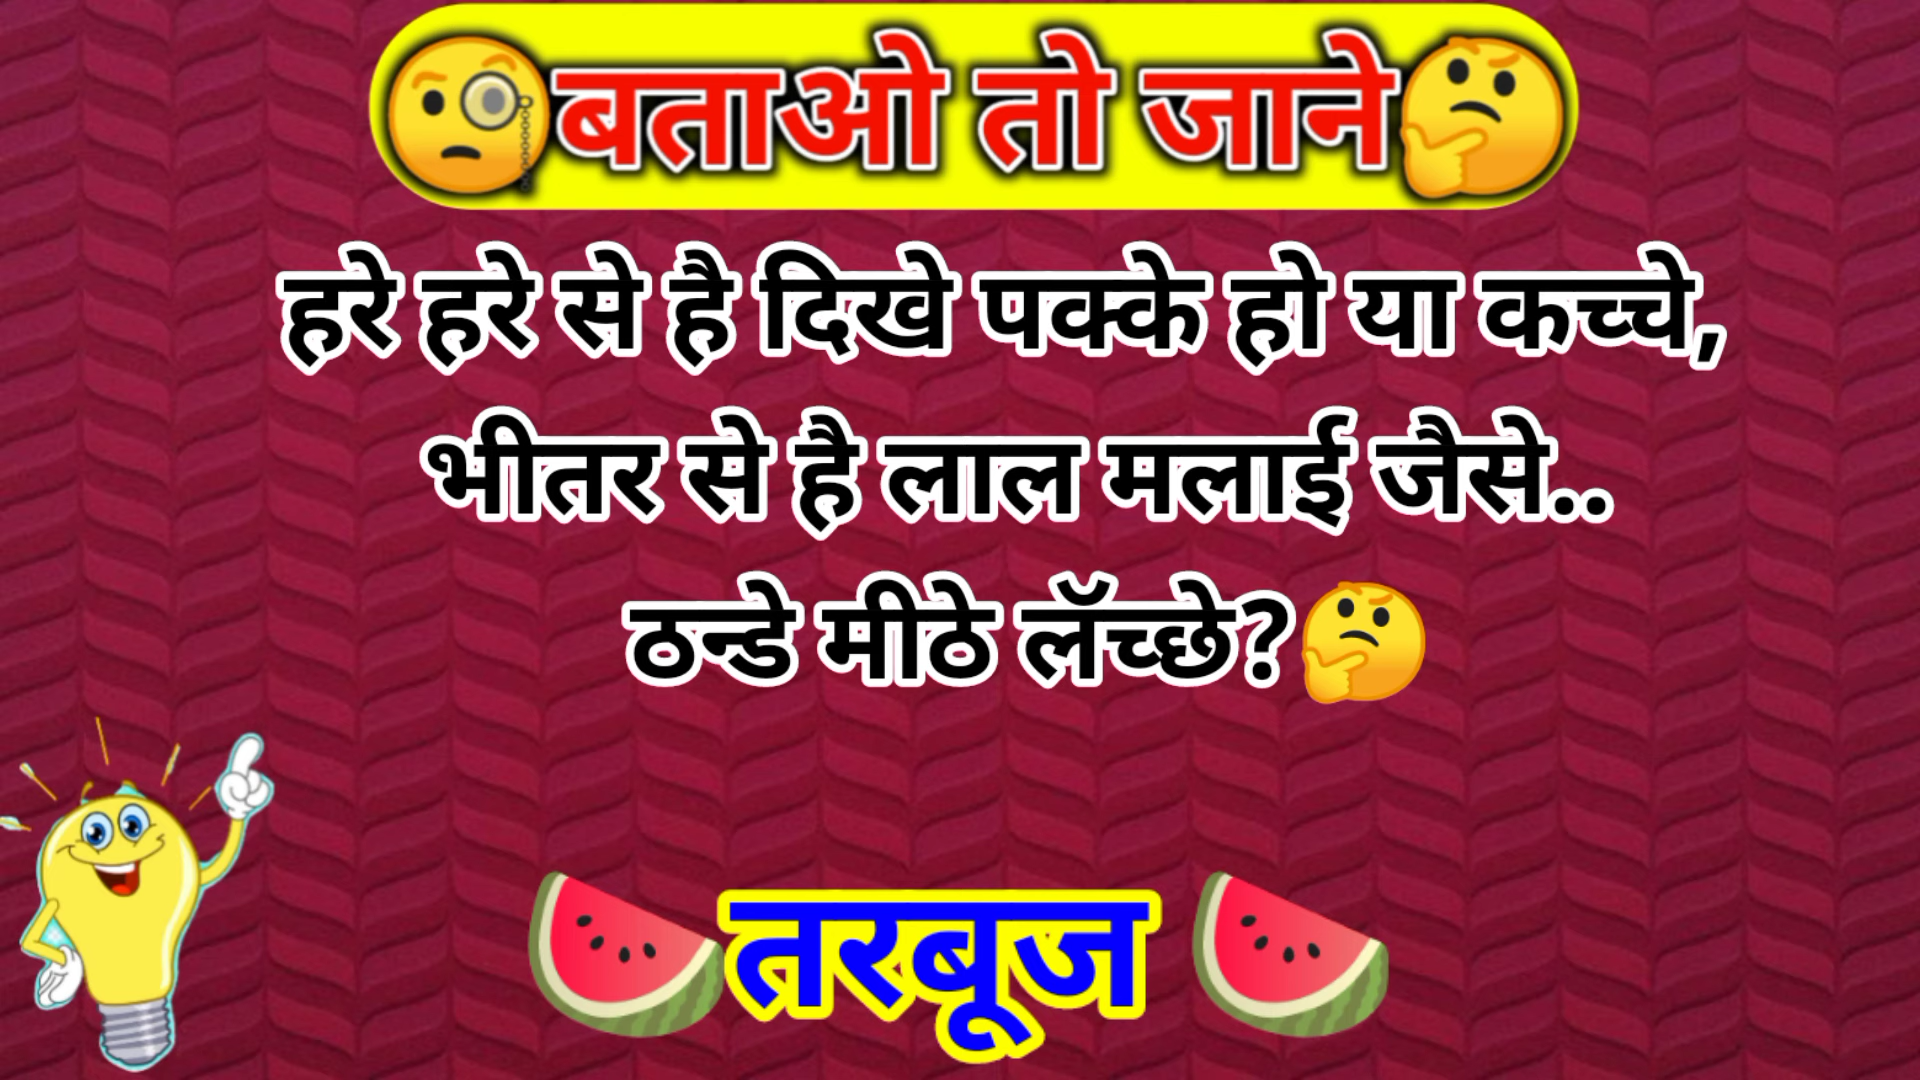 🧐बताओ तो जाने🤔
हरे हरे से है दिखे पक्के हो या कच्चे,
भीतर से है लाल मलाई जैसे..
ठन्डे मीठे लॅच्छे?🤔
🍉तरबूज 🍉